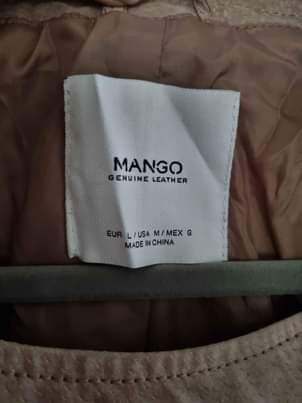 MANGO
GENUINE LEATHER
EUR L / USA M / MEX G
MADE IN CHINA